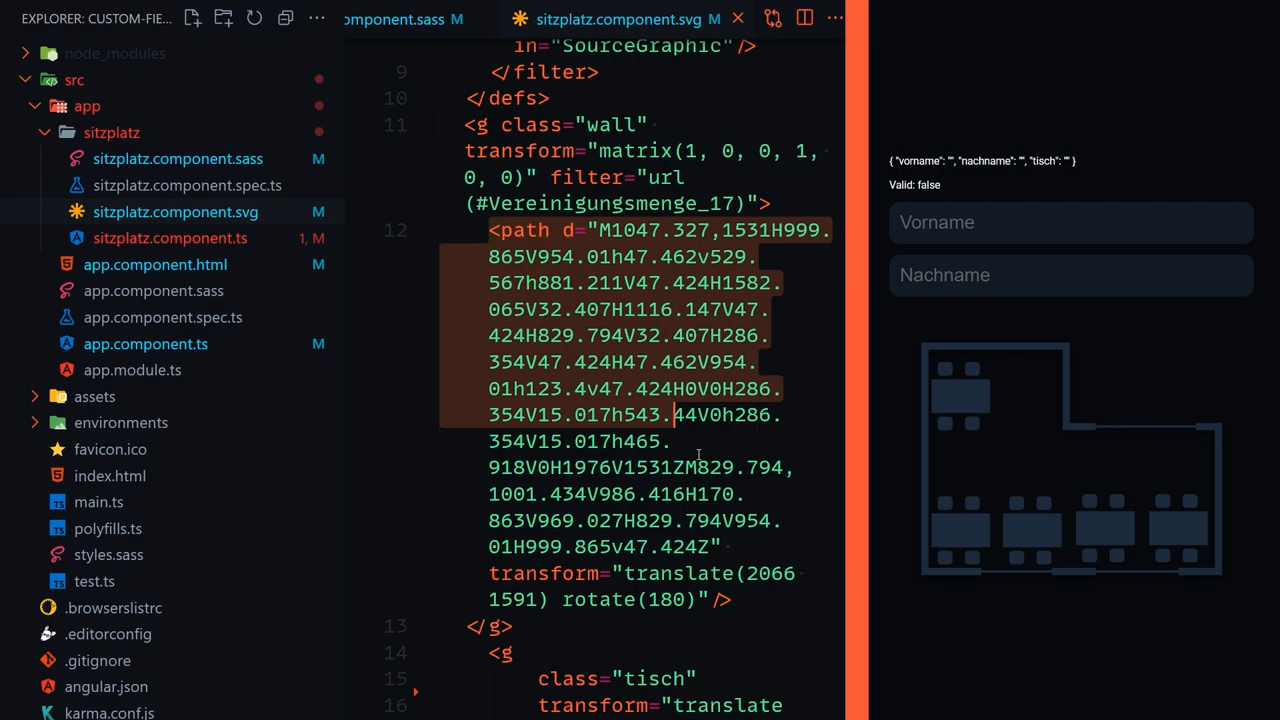 EXPLORER: CUSTOM-FIE...
node_modules
src
app
sitzplatz
sitzplatz.component.sass M
sitzplatz.component.spec.ts
sitzplatz.component.svg M
sitzplatz.component.ts 1, M
app.component.html M
app.component.sass
app.component.spec.ts
app.component.ts M
app.module.ts
assets
environments
favicon.ico
index.html
main.ts
polyfills.ts
styles.sass
test.ts
.browserslistrc
.editorconfig
.gitignore
angular.json
karma.conf.js
omponent.sass M
sitzplatz.component.svg M
in="SourceGraphic"/>
9 </filter>
10 </defs>
11 <g class="wall"
transform="matrix(1, 0, 0, 1,
0, 0)" filter="url
(#Vereinigungsmenge_17)">
12 <path d="M1047.327,1531H999.
865V954.01h47.462v529.
567h881.211V47.424H1582.
065V32.407H1116.147V47.
424H829.794V32.407H286.
354V47.424H47.462V954.
01h123.4v47.424H0V0H286.
354V15.017h543.44V0h286.
354V15.017h465.
918V0H1976V1531ZM829.794,
1001.434V986.416H170.
863V969.027H829.794V954.
01H999.865v47.424Z"
transform="translate(2066
1591) rotate(180)"/>
13 </g>
14 <g
15 class="tisch"
16 transform="translate
{ "vorname": "", "nachname": "", "tisch": "" }
Valid: false
Vorname
Nachname